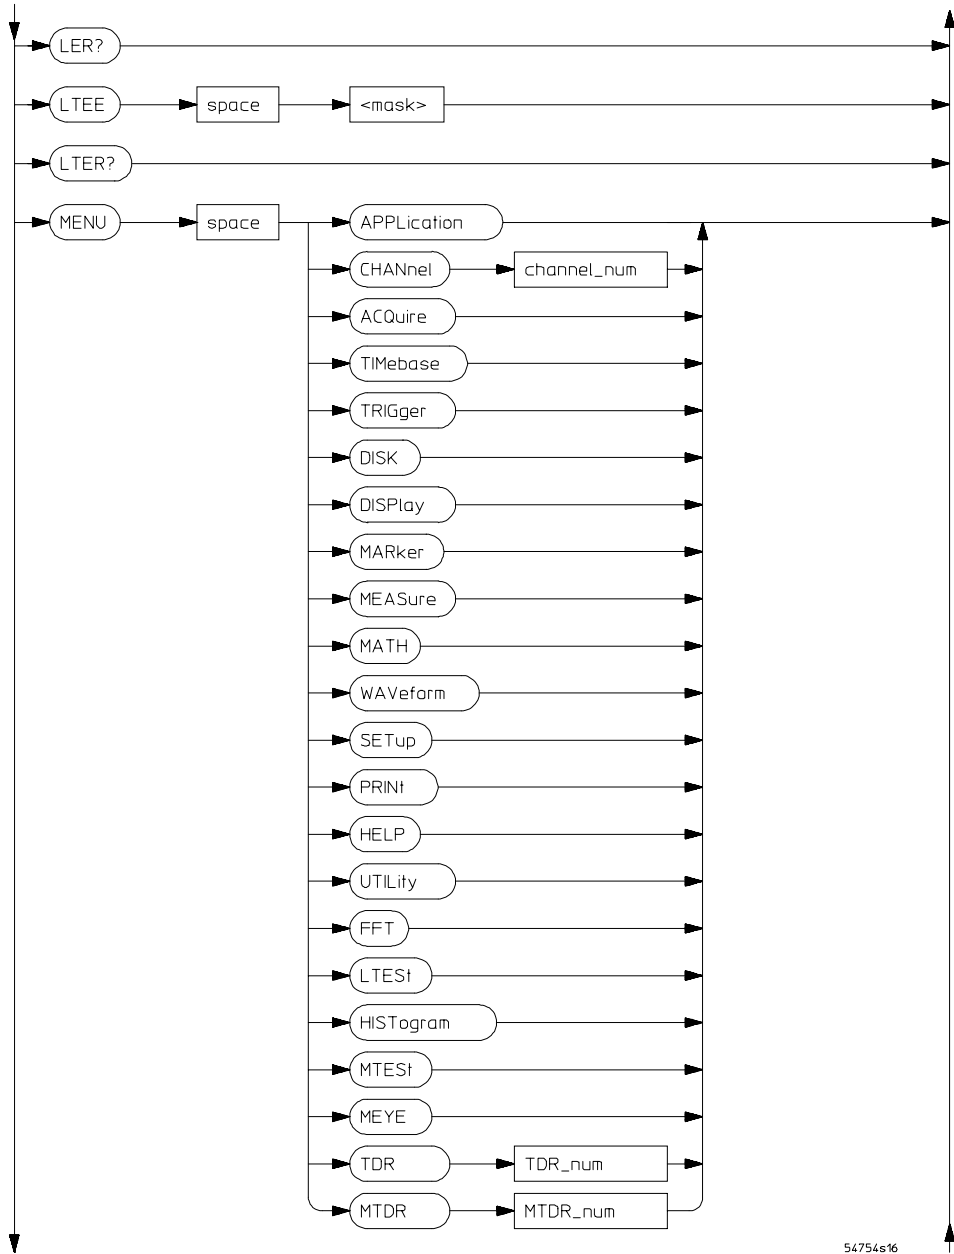 LER?
LTEE space <mask>
LTER?
MENU space APPLication
CHANnel channel_num
ACQuire
TIMebase
TRIGger
DISK
DISPlay
MARker
MEASure
MATH
WAVeform
SETup
PRINt
HELP
UTILity
FFT
LTESt
HISTogram
MTESt
MEYE
TDR TDR_num
MTDR MTDR_num
54754s16